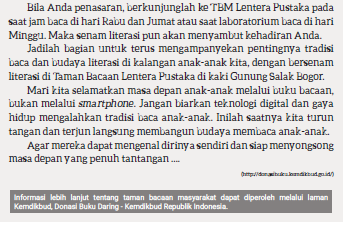 Bila Anda penasaran, berkunjunglah ke TBM Lentera Pustaka pada
saat jam baca di hari Rabu dan Jumat atau saat laboratorium baca di hari
Minggu. Maka senam literasi pun akan menyambut kehadiran Anda.
Jadilah bagian untuk terus mengampanyekan pentingnya tradisi
baca dan budaya literasi di kalangan anak-anak kita, dengan bersenam
literasi di Taman Bacaan Lentera Pustaka di kaki Gunung Salak Bogor.
Mari kita selamatkan masa depan anak-anak melalui buku bacaan,
bukan melalui smartphone. Jangan biarkan teknologi digital dan gaya
hidup mengalahkan tradisi baca anak-anak. Inilah saatnya kita turun
tangan dan terjun langsung membangun budaya membaca anak-anak.
Agar mereka dapat mengenal dirinya sendiri dan siap menyongsong
masa depan yang penuh tantangan ....
(http://donasibuku.kemdikbud.go.id/)
Informasi lebih lanjut tentang taman bacaan masyarakat dapat diperoleh melalui laman
Kemdikbud, Donasi Buku Daring - Kemdikbud Republik Indonesia.